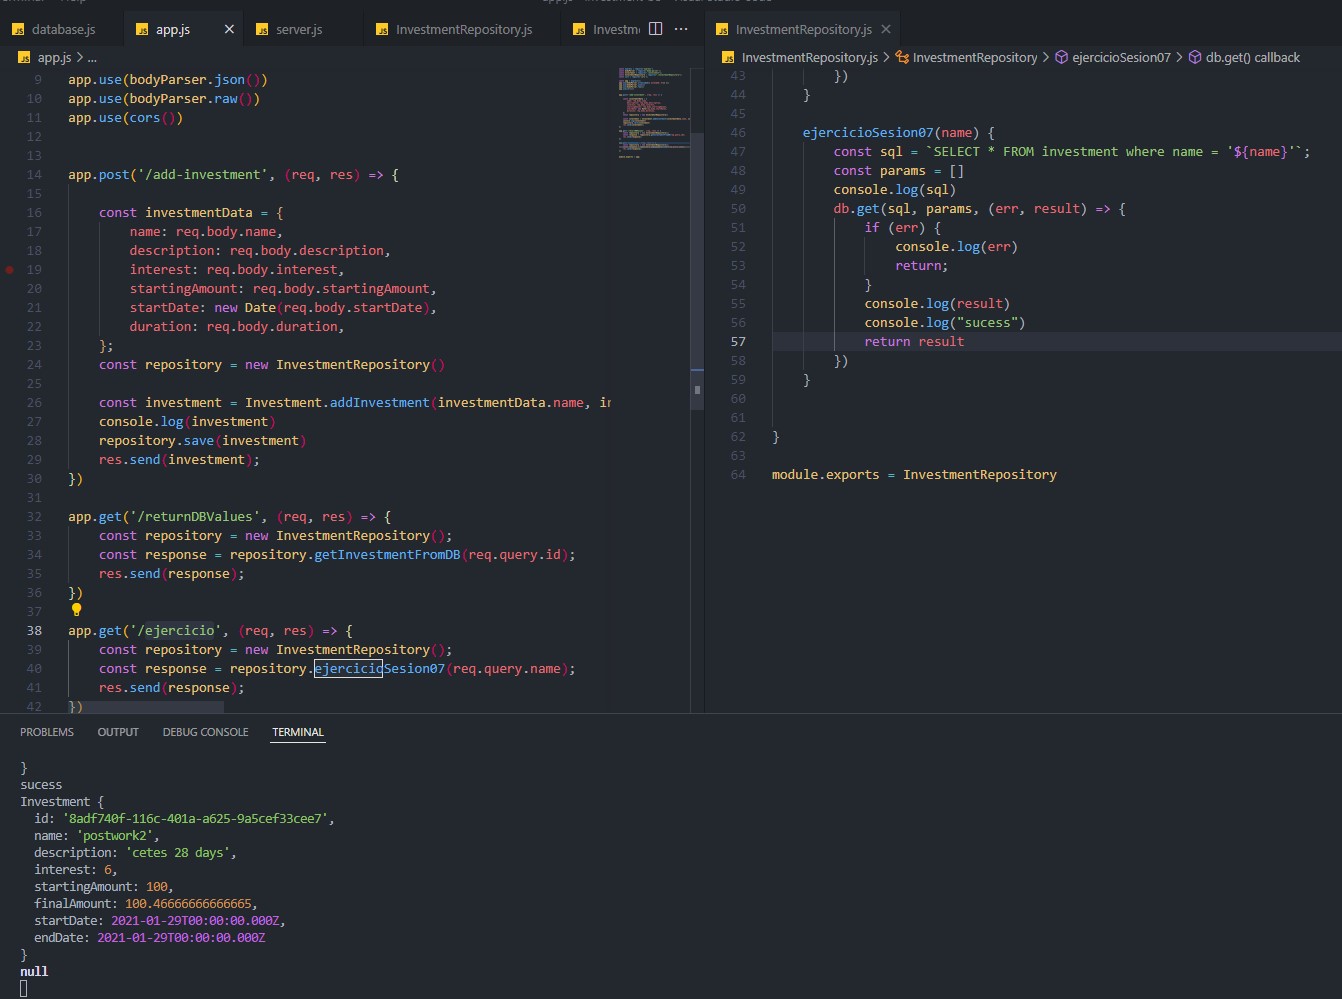 database.js
app.js
server.js
InvestmentRepository.js
Investm
app.js > ...
9 app.use(bodyParser.json())
10 app.use(bodyParser.raw())
11 app.use(cors())
12
13
14 app.post('/add-investment', (req, res) => {
15
16 const investmentData = {
17 name: req.body.name,
18 description: req.body.description,
19 interest: req.body.interest,
20 startingAmount: req.body.startingAmount,
21 startDate: new Date(req.body.startDate),
22 duration: req.body.duration,
23 };
24 const repository = new InvestmentRepository()
25
26 const investment = Investment.addInvestment(investmentData.name, in
27 console.log(investment)
28 repository.save(investment)
29 res.send(investment);
30 })
31
32 app.get('/returnDBValues', (req, res) => {
33 const repository = new InvestmentRepository();
34 const response = repository.getInvestmentFromDB(req.query.id);
35 res.send(response);
36 })
37
38 app.get('/ejercicio', (req, res) => {
39 const repository = new InvestmentRepository();
40 const response = repository.ejercicioSesion07(req.query.name);
41 res.send(response);
42 })
InvestmentRepository.js
InvestmentRepository.js > InvestmentRepository > ejercicioSesion07 > db.get() callback
43 })
44 }
45
46 ejercicioSesion07(name) {
47 const sql = `SELECT * FROM investment where name = '${name}'`;
48 const params = []
49 console.log(sql)
50 db.get(sql, params, (err, result) => {
51 if (err) {
52 console.log(err)
53 return;
54 }
55 console.log(result)
56 console.log("sucess")
57 return result
58 })
59 }
60
61
62 }
63
64 module.exports = InvestmentRepository
PROBLEMS OUTPUT DEBUG CONSOLE TERMINAL
}
sucess
Investment {
id: '8adf740f-116c-401a-a625-9a5cef33cee7',
name: 'postwork2',
description: 'cetes 28 days',
interest: 6,
startingAmount: 100,
finalAmount: 100.46666666666665,
startDate: 2021-01-29T00:00:00.000Z,
endDate: 2021-01-29T00:00:00.000Z
}
null